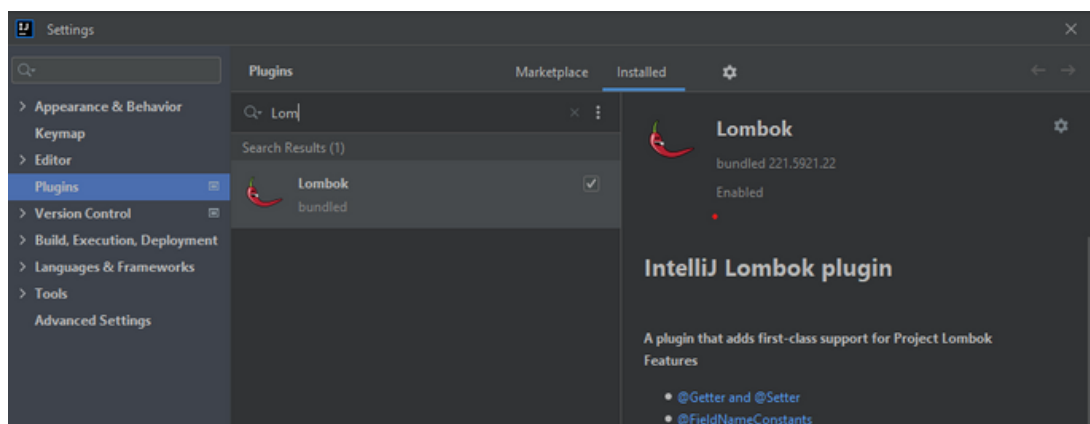 Settings
Plugins
Marketplace
Installed
Appearance & Behavior
Keymap
Editor
Plugins
Version Control
Build, Execution, Deployment
Languages & Frameworks
Tools
Advanced Settings
Lom
Search Results (1)
Lombok
bundled
Lombok
bundled 221.5921.22
Enabled
IntelliJ Lombok plugin
A plugin that adds first-class support for Project Lombok
Features
@Getter and @Setter
@FieldNameConstants